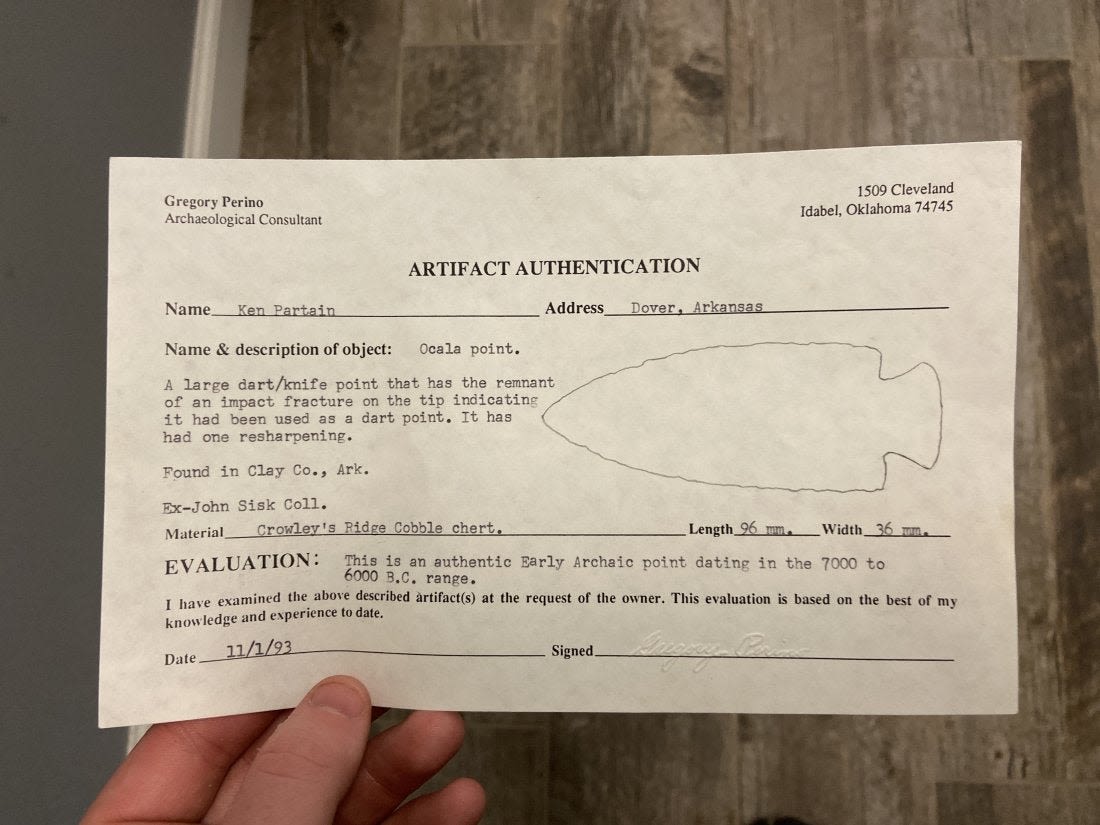 Gregory Perino
Archaeological Consultant
1509 Cleveland
Idabel, Oklahoma 74745
ARTIFACT AUTHENTICATION
Name Ken Partain Address Dover, Arkansas
Name & description of object: Ocala point.
A large dart/knife point that has the remnant
of an impact fracture on the tip indicating
it had been used as a dart point. It has
had one resharpening.
Found in Clay Co., Ark.
Ex-John Sisk Coll.
Material Crowley's Ridge Cobble chert. Length 96 mm. Width 36 mm.
EVALUATION: This is an authentic Early Archaic point dating in the 7000 to
6000 B.C. range.
I have examined the above described artifact(s) at the request of the owner. This evaluation is based on the best of my
knowledge and experience to date.
Date 11/1/93 Signed Gregory Perino